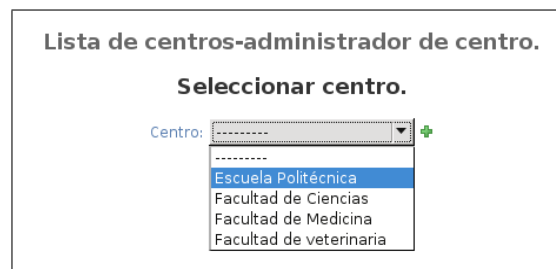 Lista de centros-administrador de centro.
Seleccionar centro.
Centro: ---------
---------
Escuela Politécnica
Facultad de Ciencias
Facultad de Medicina
Facultad de veterinaria